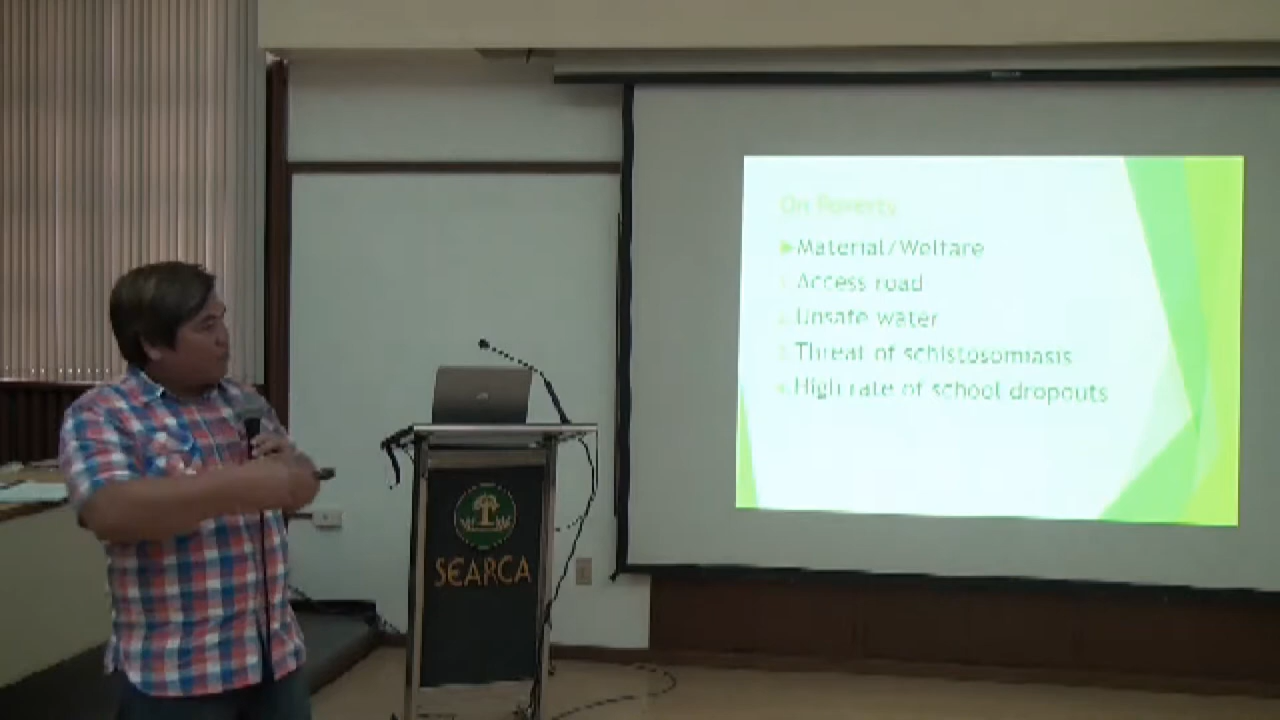 On Poverty
Material/Welfare
Access road
Unsafe water
Threat of schistosomiasis
High rate of school dropouts
SEARCA